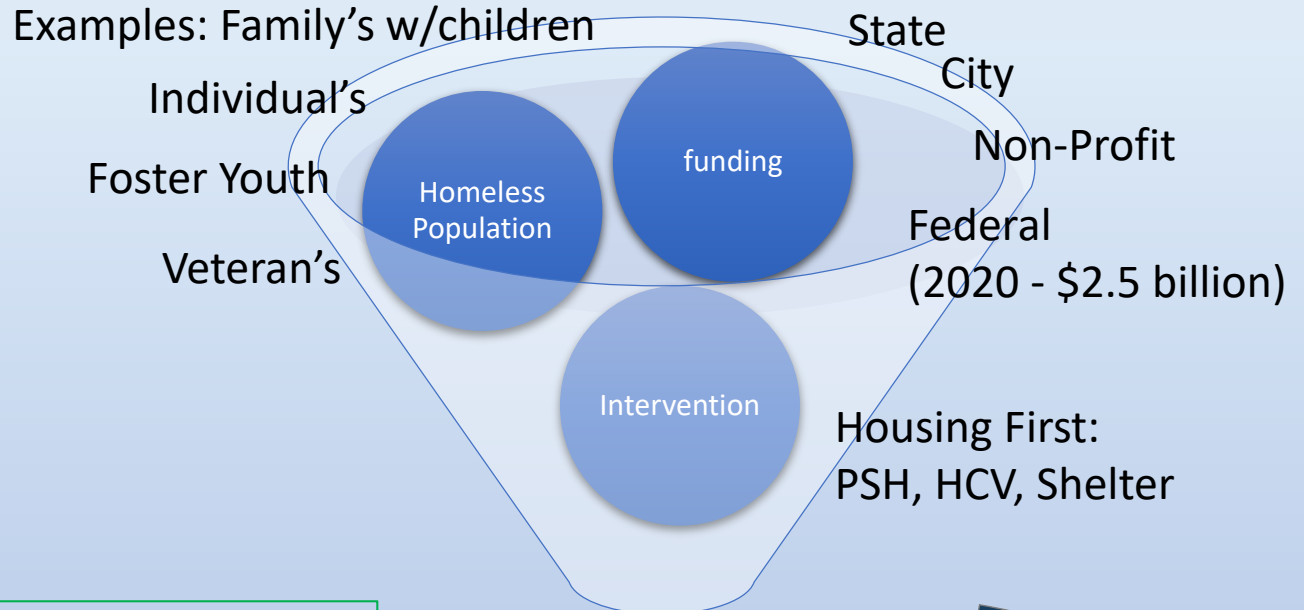 Examples: Family's w/children
Individual's
Foster Youth
Veteran's
Homeless
Population
funding
State
City
Non-Profit
Federal
(2020 - $2.5 billion)
Intervention
Housing First:
PSH, HCV, Shelter